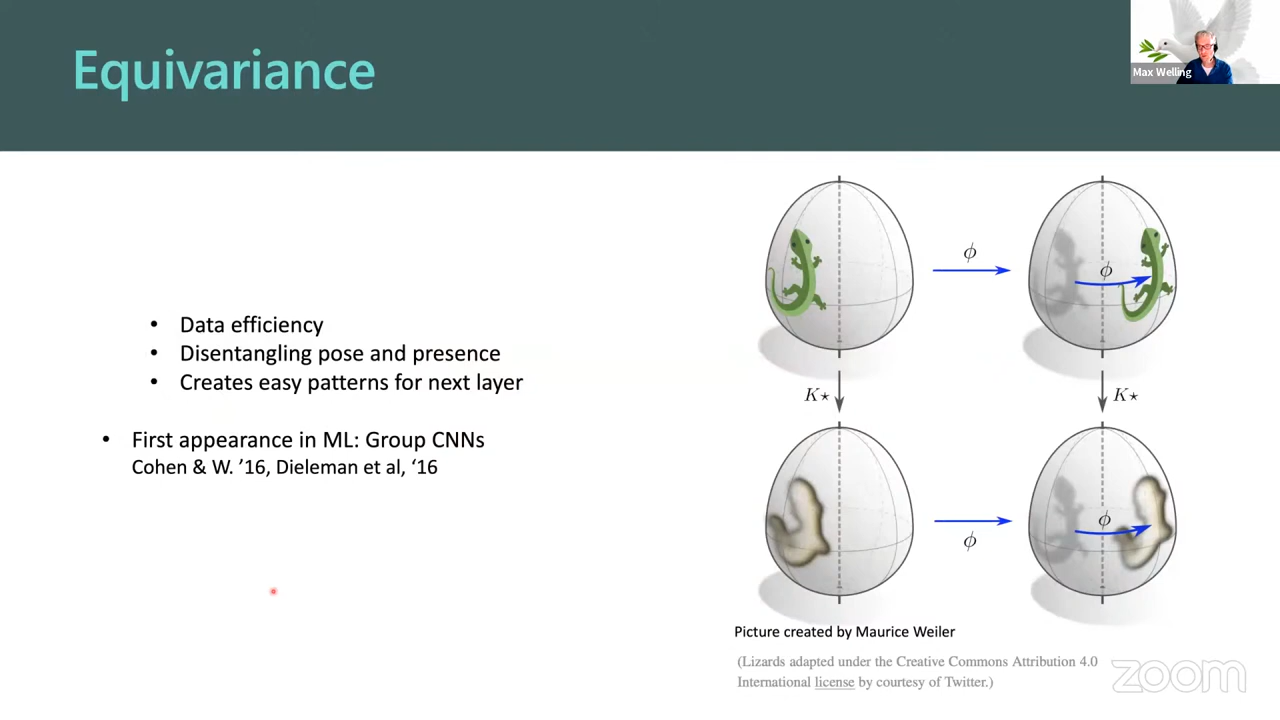 Equivariance
Max Welling
• Data efficiency
• Disentangling pose and presence
• Creates easy patterns for next layer
• First appearance in ML: Group CNNs
Cohen & W. ’16, Dieleman et al, ‘16
ϕ
ϕ
K⋆
K⋆
ϕ
ϕ
Picture created by Maurice Weiler
(Lizards adapted under the Creative Commons Attribution 4.0
International license by courtesy of Twitter.)
zoom